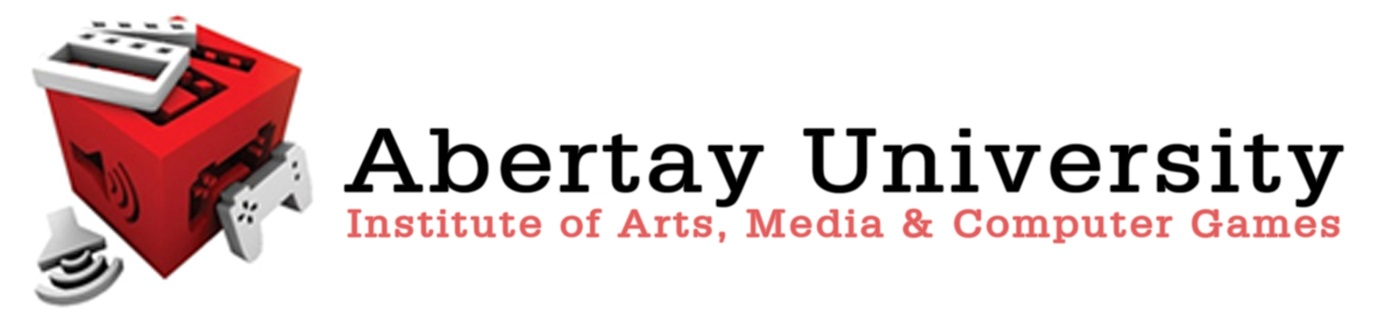 Abertay University
Institute of Arts, Media & Computer Games